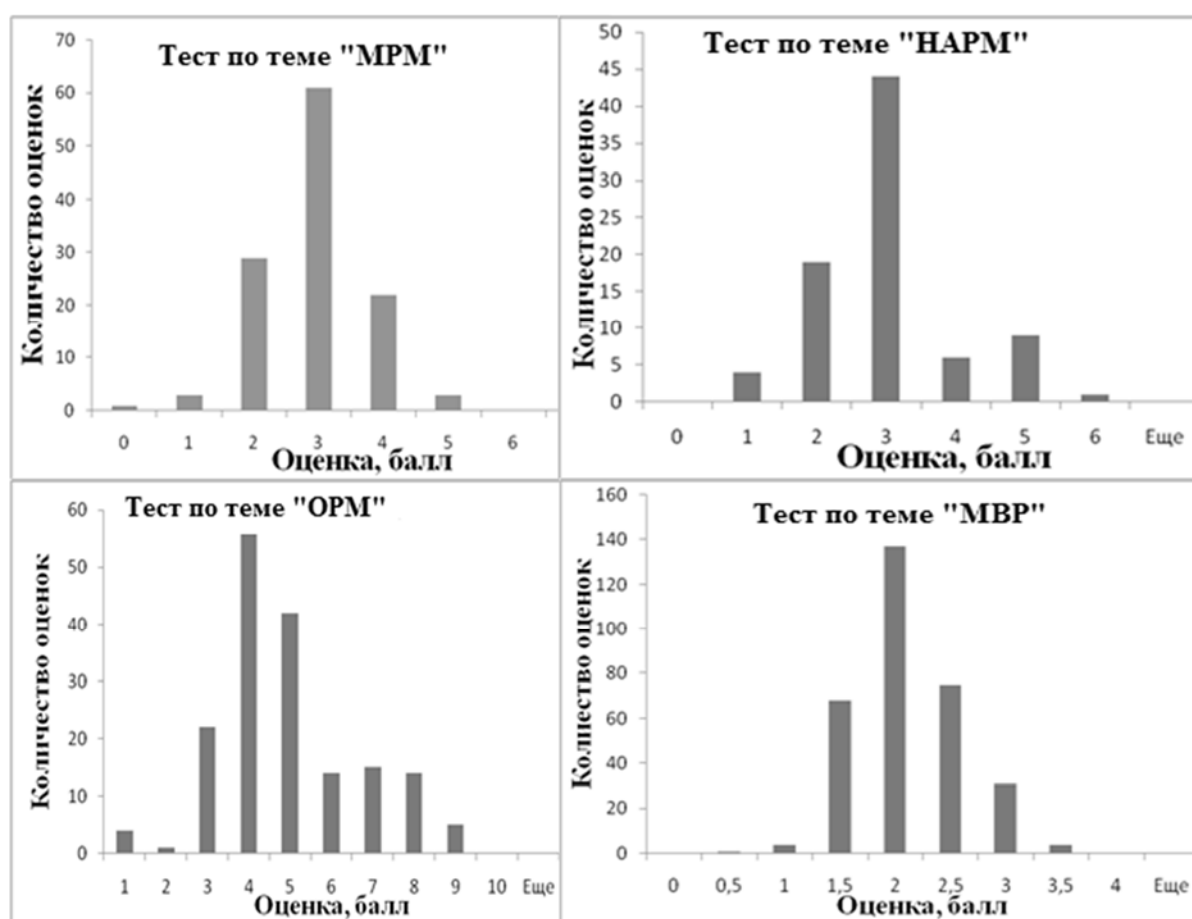 Тест по теме "МРМ"
Количество оценок
70
60
50
40
30
20
10
0
0 1 2 3 4 5 6
Оценка, балл
Тест по теме "НАРМ"
Количество оценок
50
45
40
35
30
25
20
15
10
5
0
0 1 2 3 4 5 6 Еще
Оценка, балл
Тест по теме "ОРМ"
Количество оценок
60
50
40
30
20
10
0
1 2 3 4 5 6 7 8 9 10 Еще
Оценка, балл
Тест по теме "МВР"
Колиество оценок
160
140
120
100
80
60
40
20
0
0 0,5 1 1,5 2 2,5 3 3,5 4 Еще
Оценка, балл